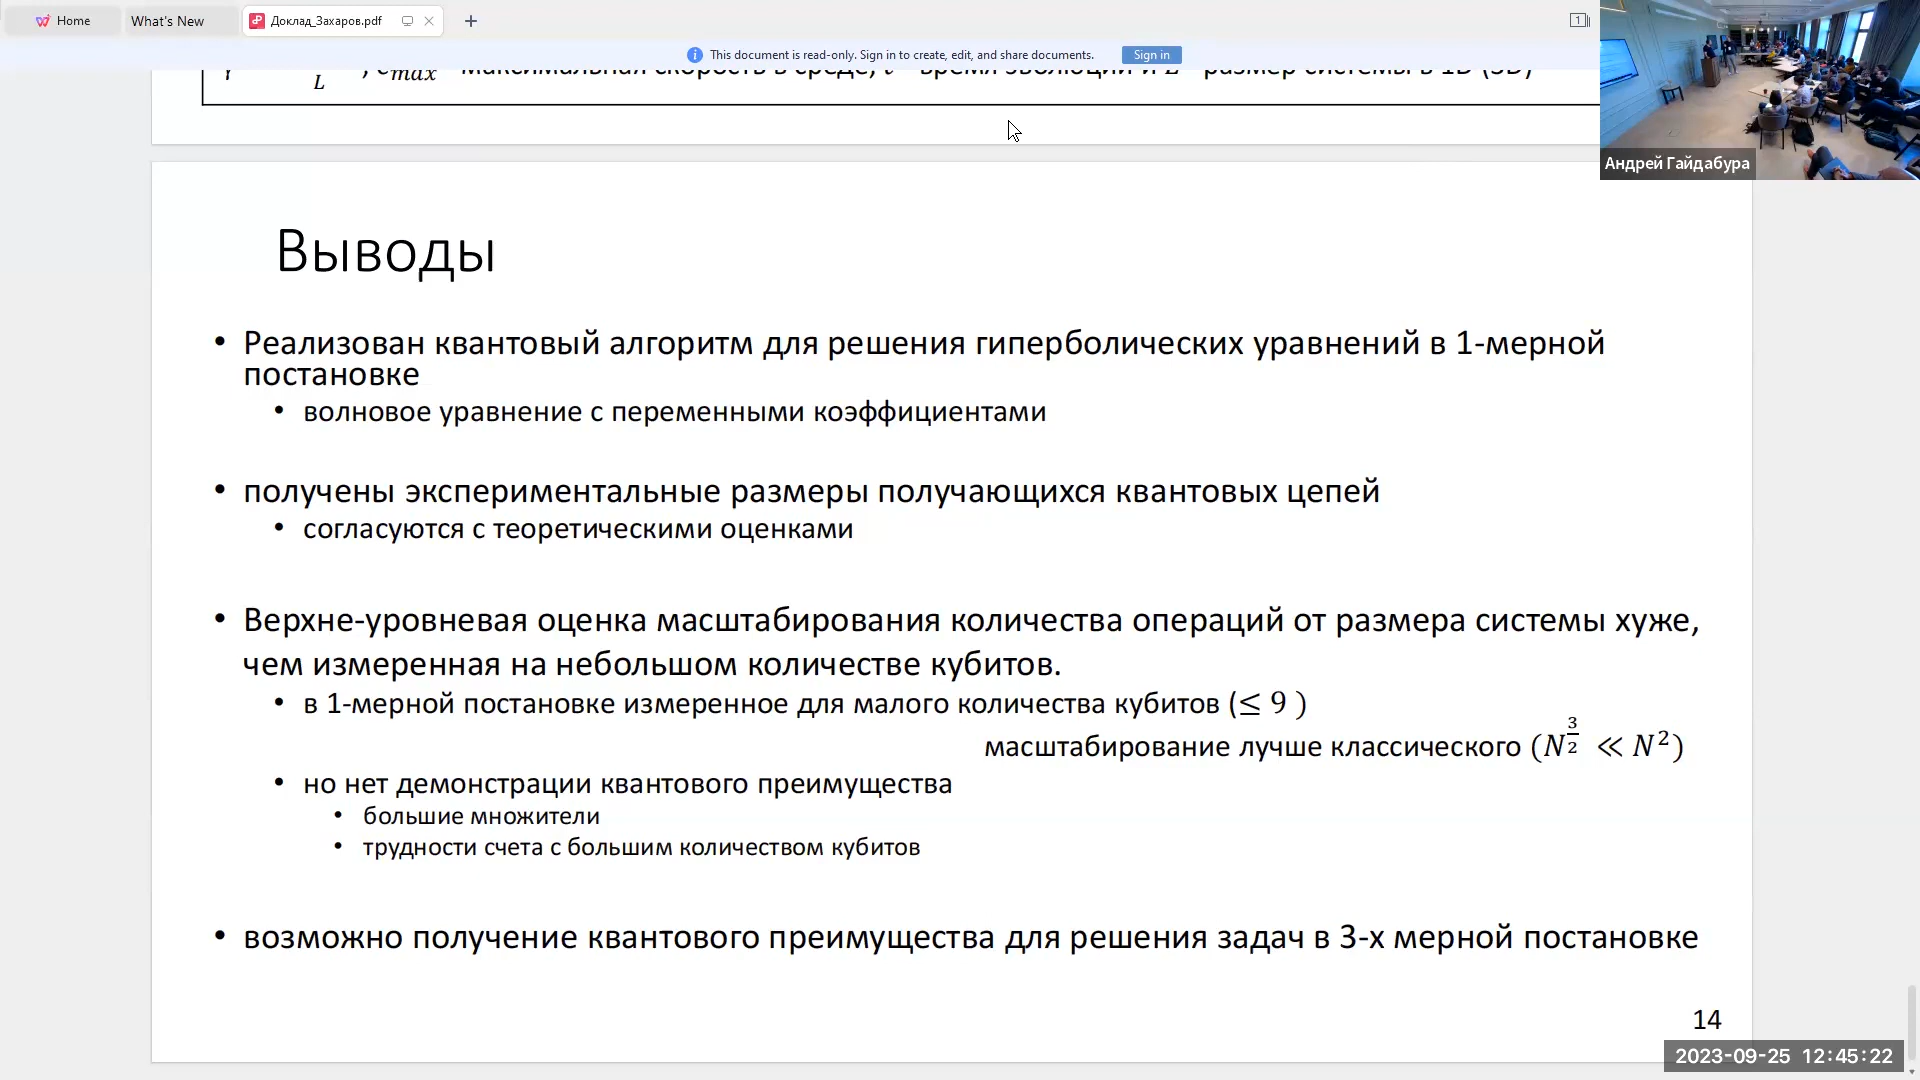 Home
What's New
Доклад_Захаров.pdf
This document is read-only. Sign in to create, edit, and share documents.
Sign in
1
L
Андрей Гайдабура
Выводы
• Реализован квантовый алгоритм для решения гиперболических уравнений в 1-мерной
постановке
• волновое уравнение с переменными коэффициентами
• получены экспериментальные размеры получающихся квантовых цепей
• согласуются с теоретическими оценками
• Верхне-уровневая оценка масштабирования количества операций от размера системы хуже,
чем измеренная на небольшом количестве кубитов.
• в 1-мерной постановке измеренное для малого количества кубитов (≤ 9 )
масштабирование лучше классического (N^{3/2} ≪ N^2)
• но нет демонстрации квантового преимущества
• большие множители
• трудности счета с большим количеством кубитов
• возможно получение квантового преимущества для решения задач в 3-х мерной постановке
14
2023-09-25 12:45:22